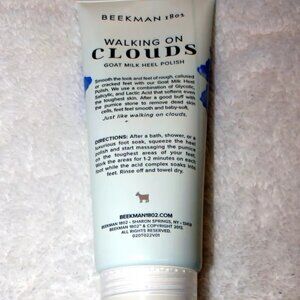 BEEKMAN 1802
WALKING ON
CLOUDS
GOAT MILK HEEL POLISH
Smooth the look and feel of rough, callused
or cracked feet with our Goat Milk Heel
Polish. We use a combination of Glycolic,
Salicylic, and Lactic Acid that softens even
the toughest skin. After a good buff with
the pumice stone to remove dead skin
cells, feet feel smooth and baby-soft.
Just like walking on clouds.
DIRECTIONS: After a bath, shower, or a
luxurious foot soak, squeeze the heel
polish and start massaging the pumice
stone on the toughest areas of your feet.
Work the areas for 1-2 minutes on each
foot while the acid complex soaks into
feet. Rinse off and towel dry.
BEEKMAN1802.COM
BEEKMAN 1802 - SHARON SPRINGS, NY - 13459
BEEKMAN 1802® & COPYRIGHT
ALL RIGHTS RESERVED.